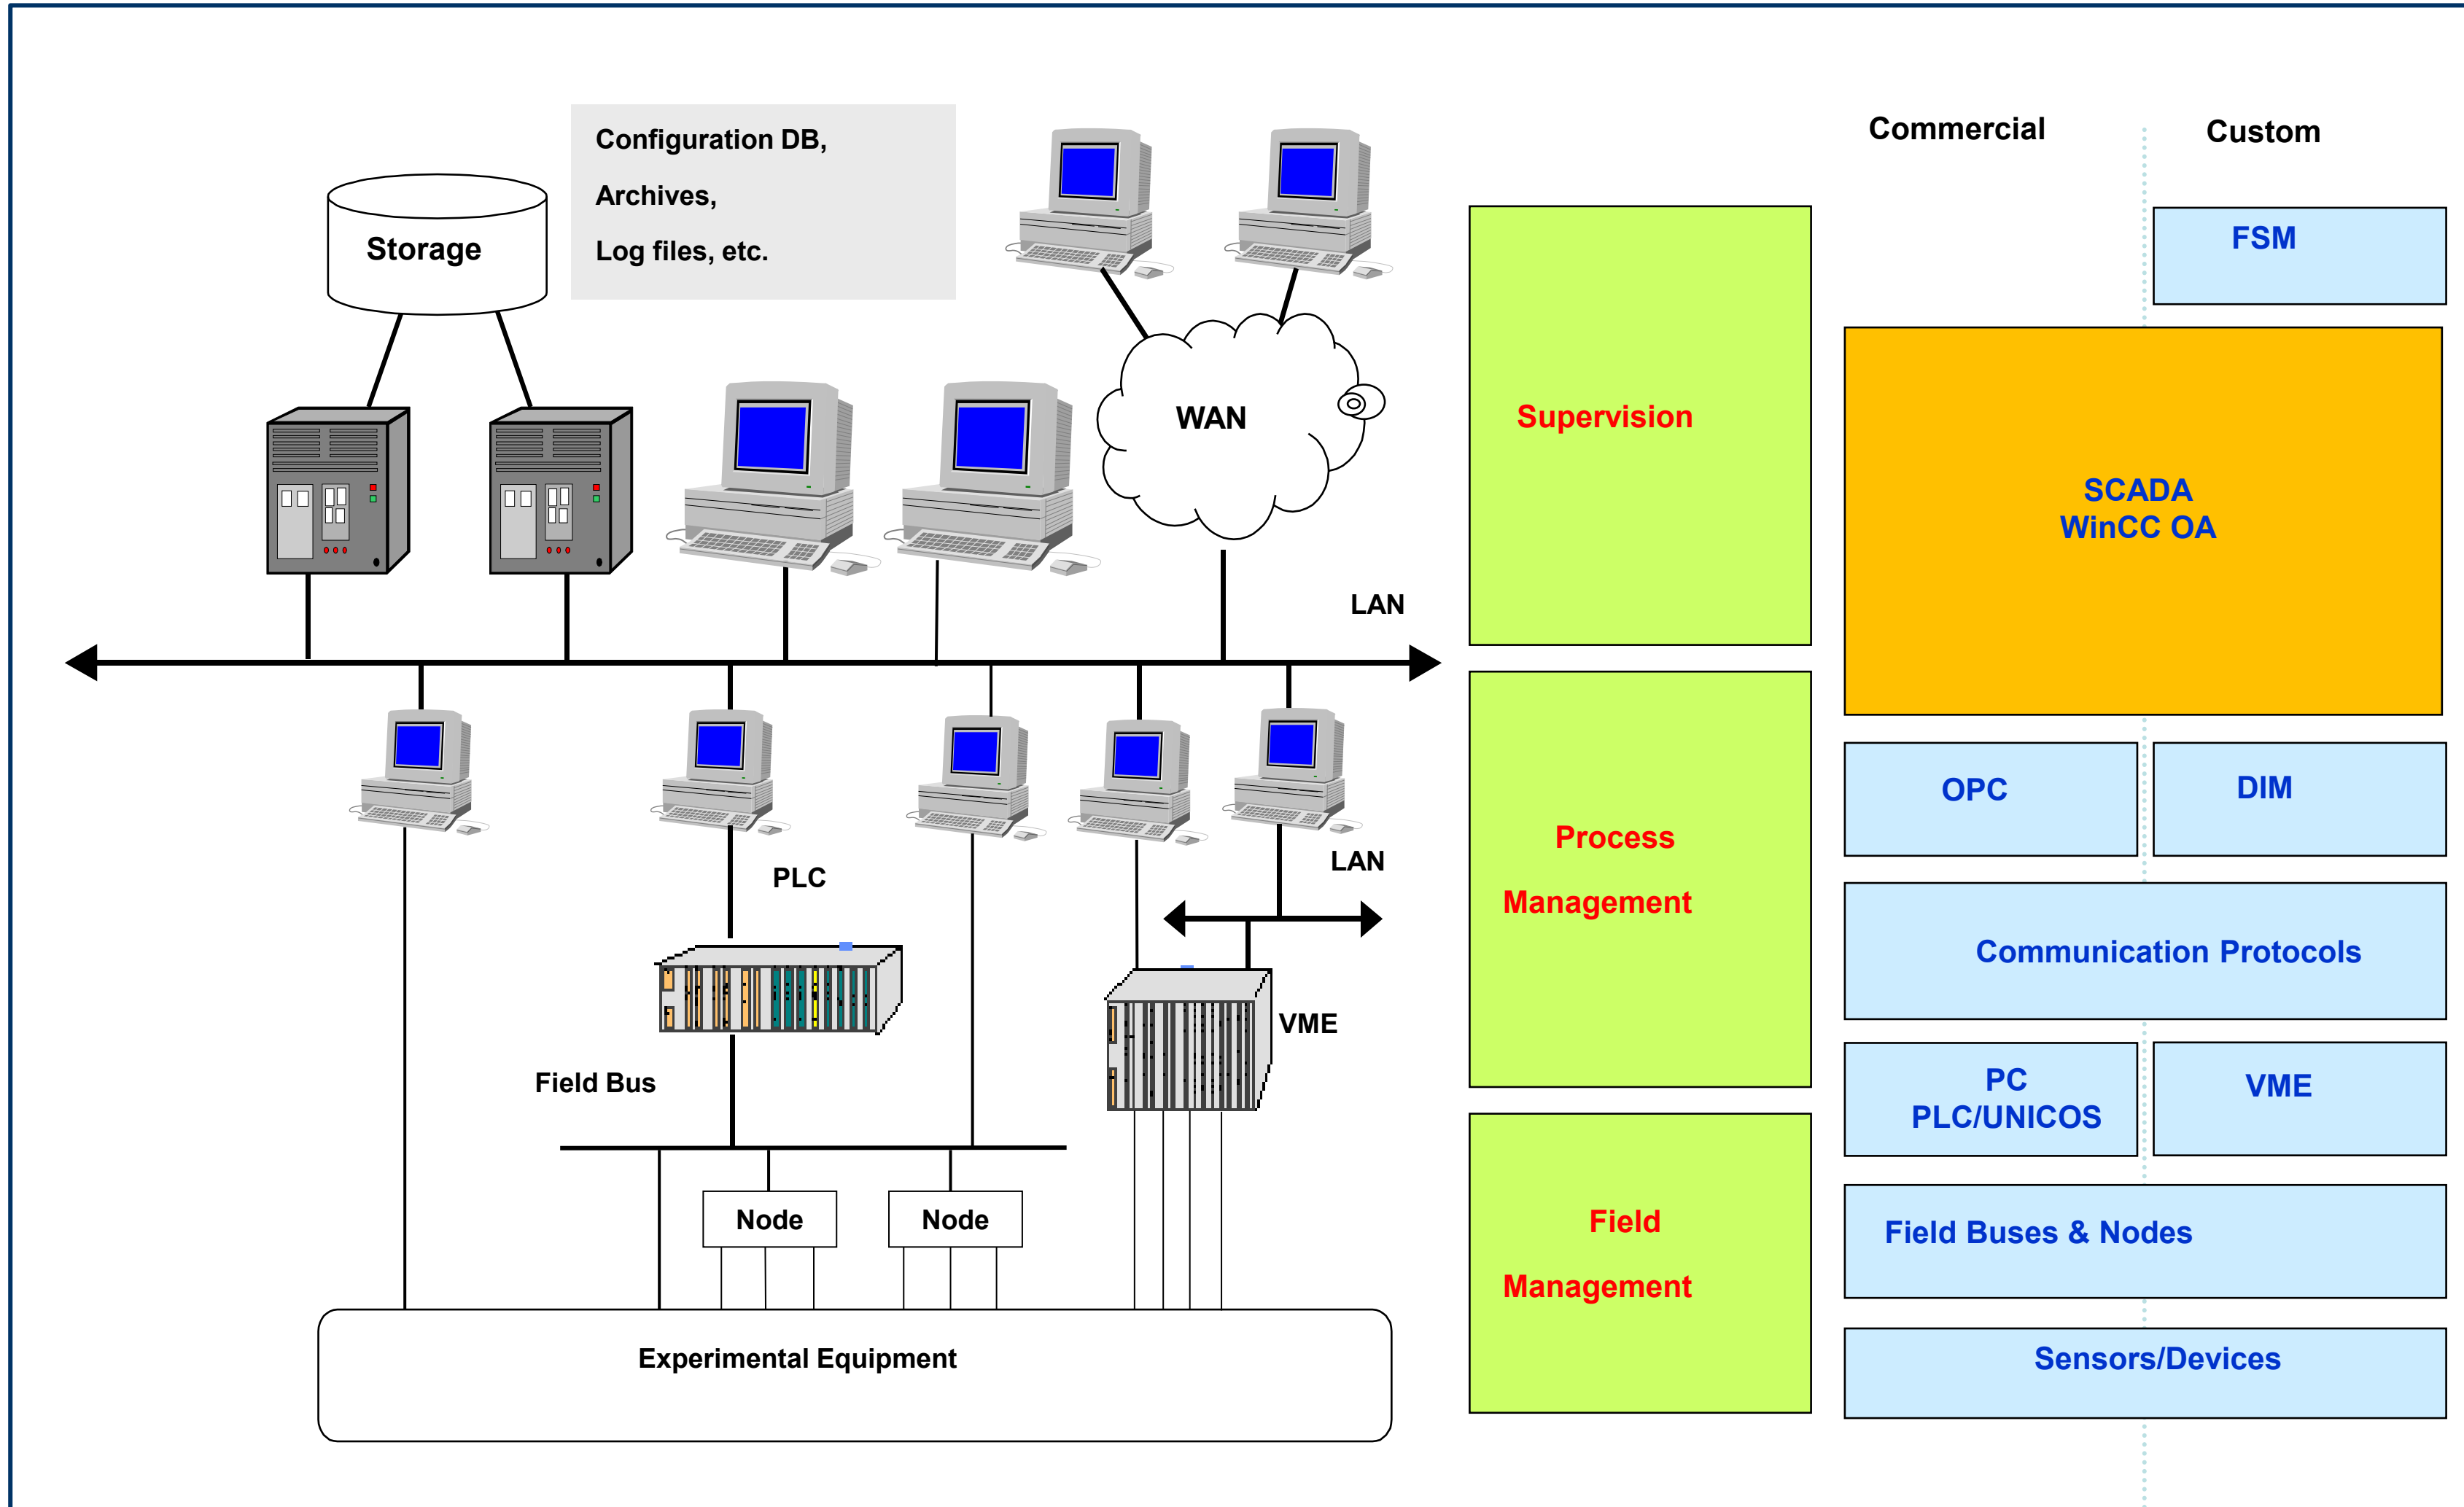 Configuration DB,
Archives,
Log files, etc.
Storage
WAN
LAN
PLC
LAN
VME
Field Bus
Node
Node
Experimental Equipment
Supervision
Process
Management
Field
Management
Commercial
Custom
FSM
SCADA
WinCC OA
OPC
DIM
Communication Protocols
PC
PLC/UNICOS
VME
Field Buses & Nodes
Sensors/Devices